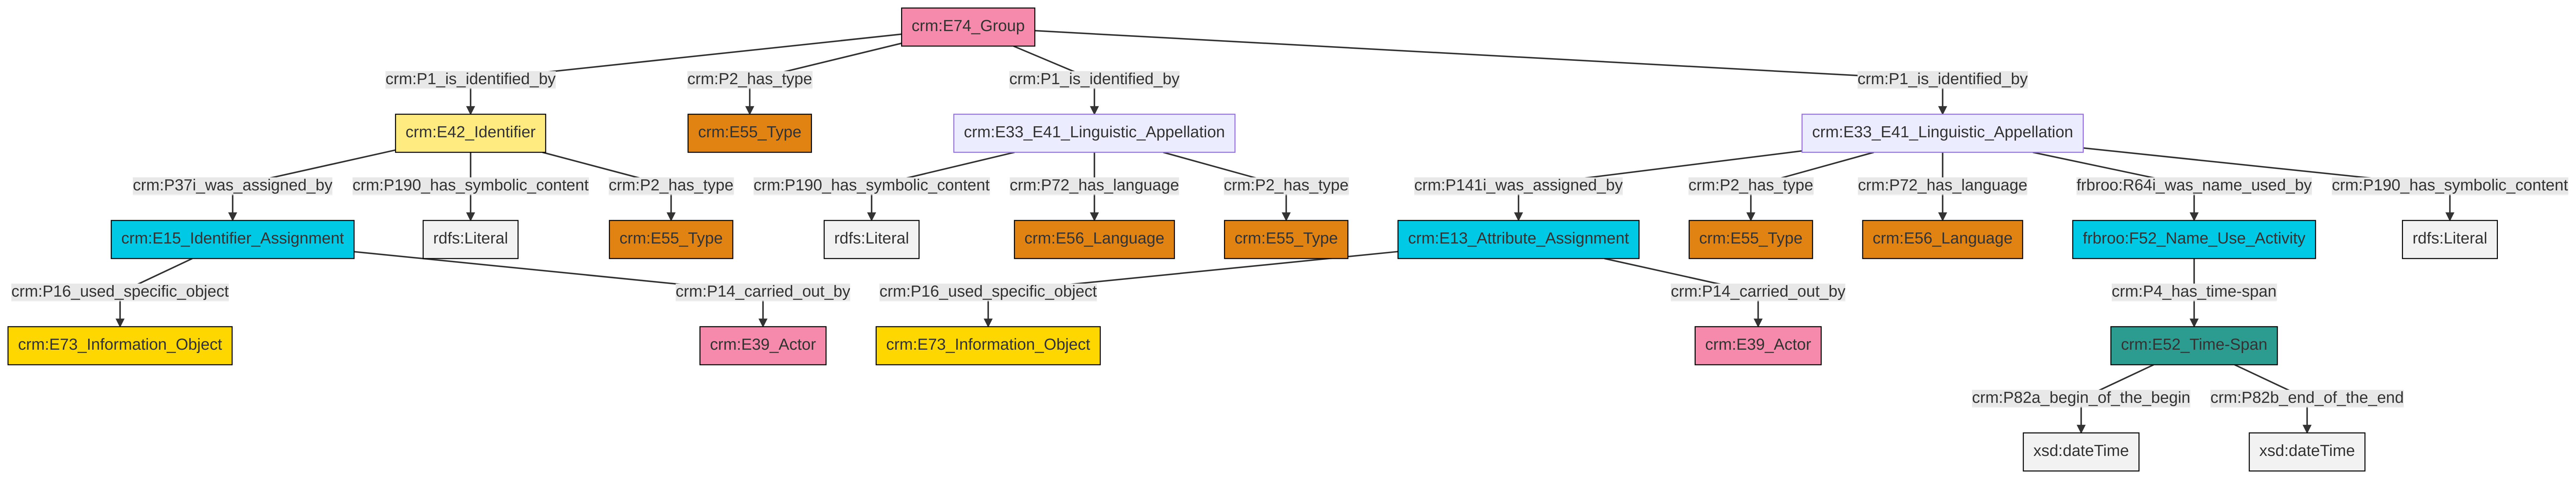 crm:E74_Group
crm:P1_is_identified_by
crm:P2_has_type
crm:P1_is_identified_by
crm:P1_is_identified_by
crm:E42_Identifier
crm:E55_Type
crm:E33_E41_Linguistic_Appellation
crm:E33_E41_Linguistic_Appellation
crm:P37i_was_assigned_by
crm:P190_has_symbolic_content
crm:P2_has_type
crm:P190_has_symbolic_content
crm:P72_has_language
crm:P2_has_type
crm:P141i_was_assigned_by
crm:P2_has_type
crm:P72_has_language
frbroo:R64i_was_name_used_by
crm:P190_has_symbolic_content
crm:E15_Identifier_Assignment
rdfs:Literal
crm:E55_Type
rdfs:Literal
crm:E56_Language
crm:E55_Type
crm:E13_Attribute_Assignment
crm:E55_Type
crm:E56_Language
frbroo:F52_Name_Use_Activity
rdfs:Literal
crm:P16_used_specific_object
crm:P14_carried_out_by
crm:P16_used_specific_object
crm:P14_carried_out_by
crm:P4_has_time-span
crm:E73_Information_Object
crm:E39_Actor
crm:E73_Information_Object
crm:E39_Actor
crm:E52_Time-Span
crm:P82a_begin_of_the_begin
crm:P82b_end_of_the_end
xsd:dateTime
xsd:dateTime